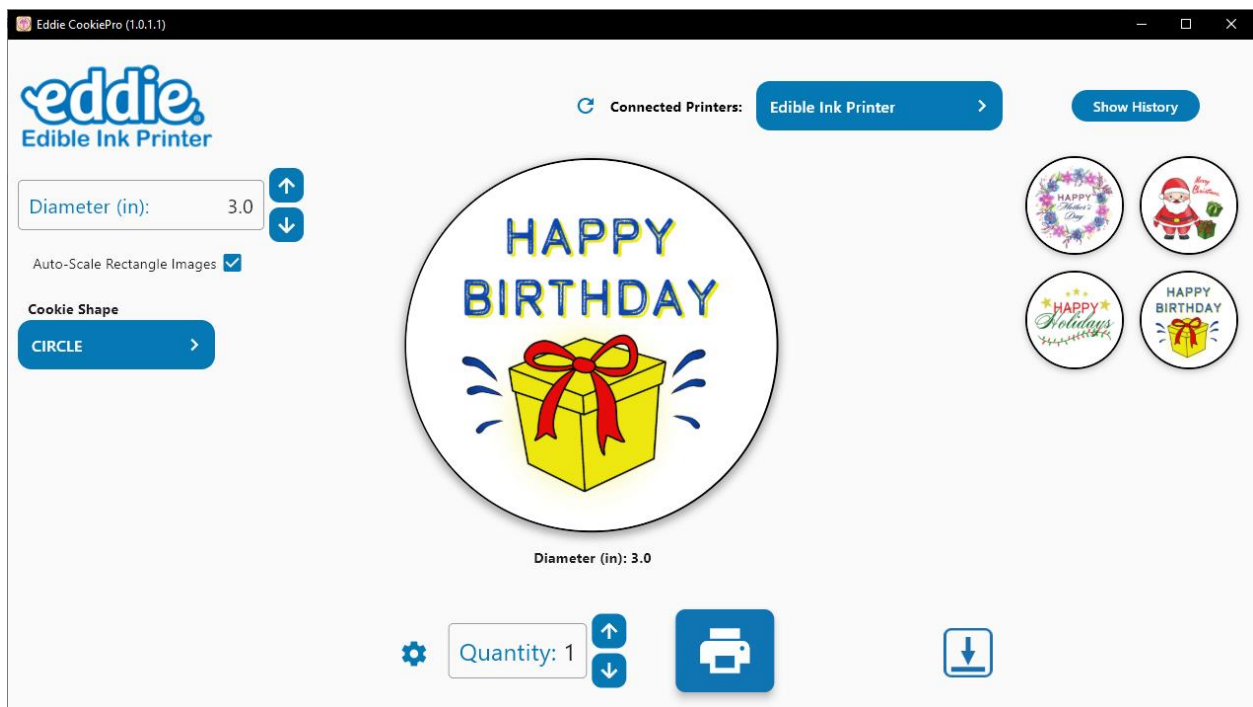 Eddie CookiePro (1.0.1.1)
eddie®
Edible Ink Printer
Connected Printers:
Edible Ink Printer
Show History
Diameter (in): 3.0
Auto-Scale Rectangle Images
Cookie Shape
CIRCLE
HAPPY
BIRTHDAY
Diameter (in): 3.0
Quantity: 1
HAPPY
Mother's
Day
Merry
Christmas
HAPPY
Holidays
HAPPY
BIRTHDAY